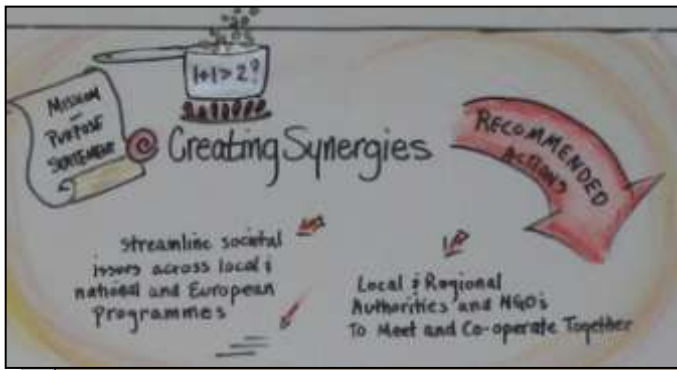 1+1>2?
MISSION
PURPOSE
STATEMENT
Creating Synergies
RECOMMENDED
ACTIONS
Streamline societal
issues across local &
national and European
Programmes
Local & Regional
Authorities and NGO's
To Meet and Co-operate Together